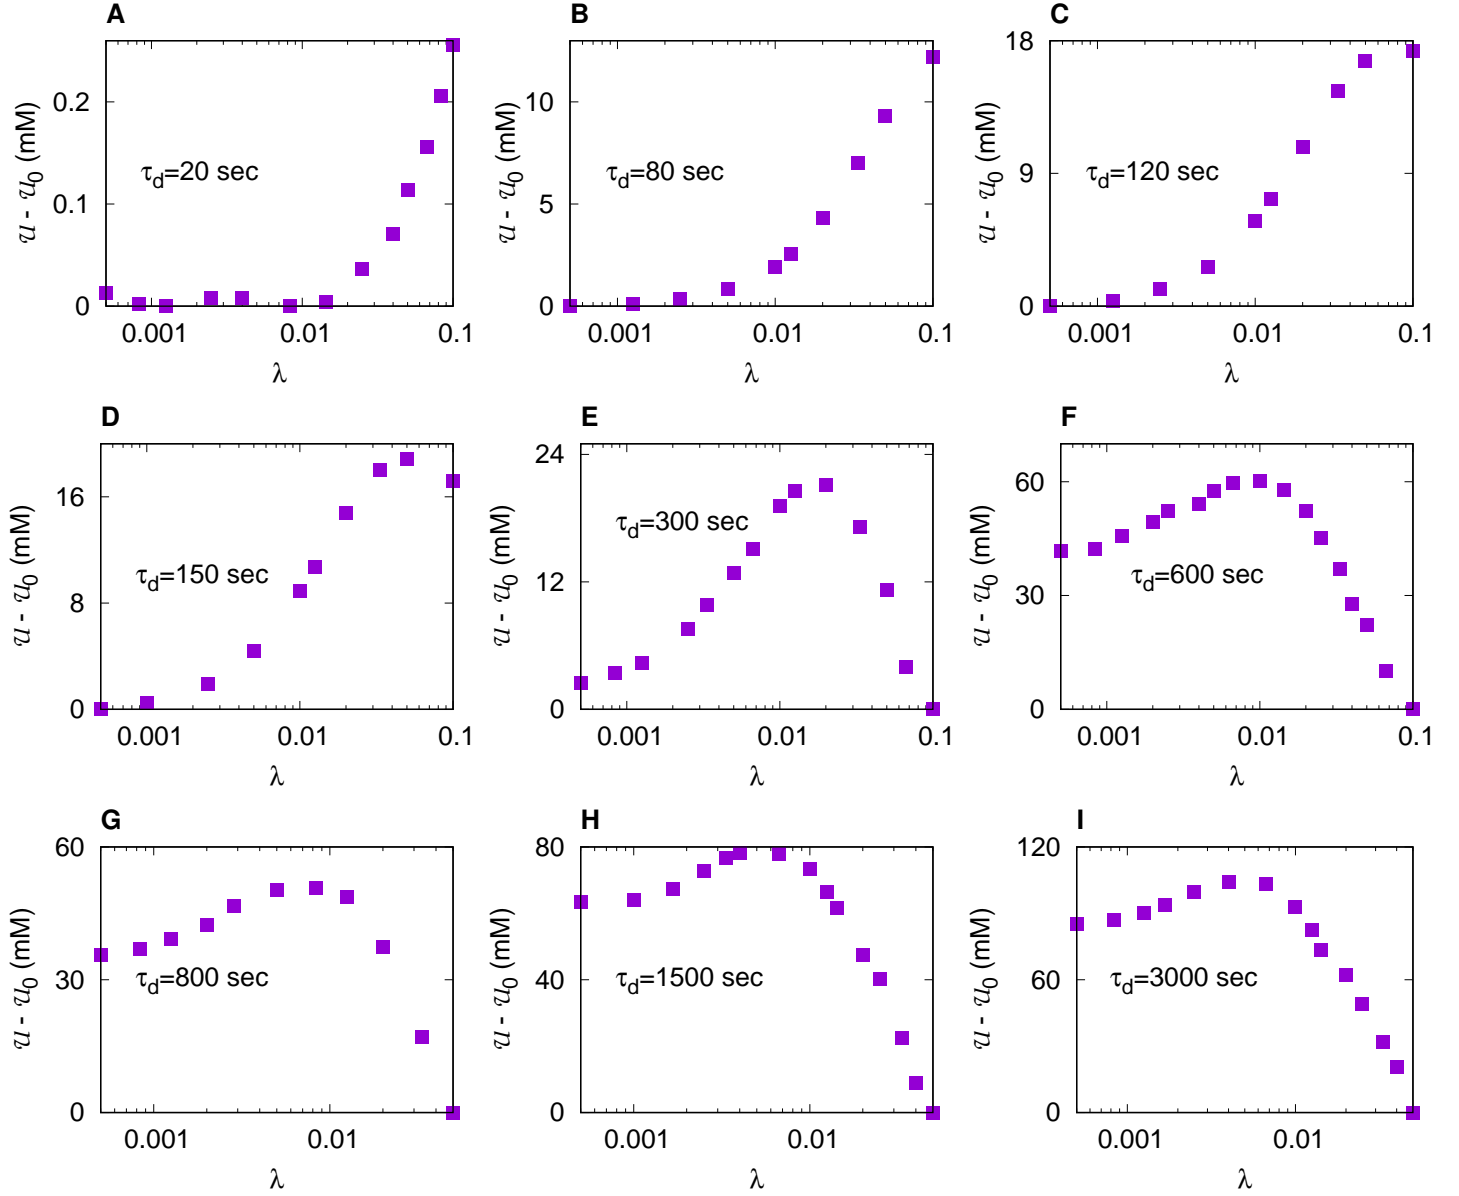 A
𝒰 - 𝒰0 (mM)
0.2
0.1
0
τd=20 sec
0.001 0.01 0.1
λ
B
𝒰 - 𝒰0 (mM)
10
5
0
τd=80 sec
0.001 0.01 0.1
λ
C
𝒰 - 𝒰0 (mM)
18
9
0
τd=120 sec
0.001 0.01 0.1
λ
D
𝒰 - 𝒰0 (mM)
16
8
0
τd=150 sec
0.001 0.01 0.1
λ
E
𝒰 - 𝒰0 (mM)
24
12
0
τd=300 sec
0.001 0.01 0.1
λ
F
𝒰 - 𝒰0 (mM)
60
30
0
τd=600 sec
0.001 0.01 0.1
λ
G
𝒰 - 𝒰0 (mM)
60
30
0
τd=800 sec
0.001 0.01
λ
H
𝒰 - 𝒰0 (mM)
80
40
0
τd=1500 sec
0.001 0.01
λ
I
𝒰 - 𝒰0 (mM)
120
60
0
τd=3000 sec
0.001 0.01
λ